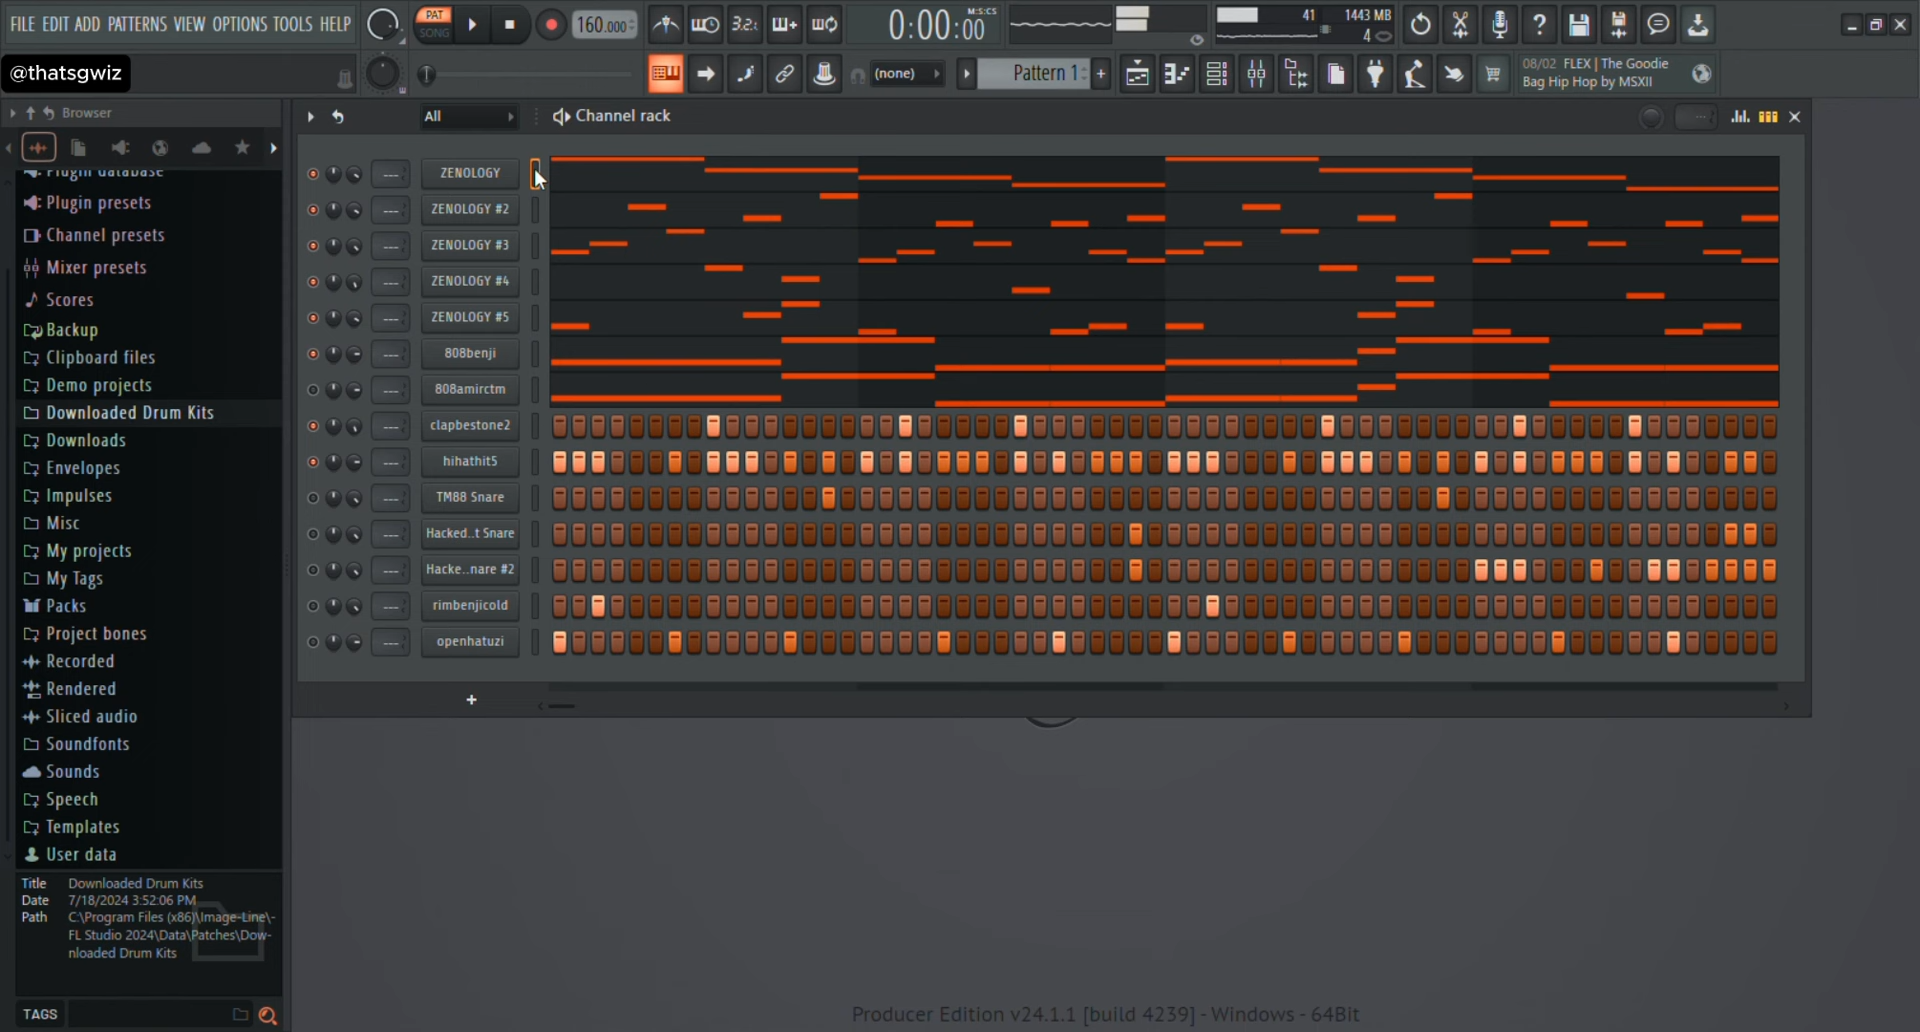 FILE EDIT ADD PATTERNS VIEW OPTIONS TOOLS HELP
PAT
SONG
160.000
3.2:
0:00:00
M:S:CS
41
1443 MB
4
@thatsgwiz
(none)
Pattern 1
+
08/02 FLEX | The Goodie
Bag Hip Hop by MSXII
Browser
All
Channel rack
Plugin database
Plugin presets
Channel presets
Mixer presets
Scores
Backup
Clipboard files
Demo projects
Downloaded Drum Kits
Downloads
Envelopes
Impulses
Misc
My projects
My Tags
Packs
Project bones
Recorded
Rendered
Sliced audio
Soundfonts
Sounds
Speech
Templates
User data
Title Downloaded Drum Kits
Date 7/18/2024 3:52:06 PM
Path C:\Program Files (x86)\Image-Line\-
FL Studio 2024\Data\Patches\Dow-
nloaded Drum Kits
TAGS
ZENOLOGY
ZENOLOGY #2
ZENOLOGY #3
ZENOLOGY #4
ZENOLOGY #5
808benji
808amirctm
clapbestone2
hihathit5
TM88 Snare
Hacked..t Snare
Hacke..nare #2
rimbenjicold
openhatuzi
+
Producer Edition v24.1.1 [build 4239] - Windows - 64Bit